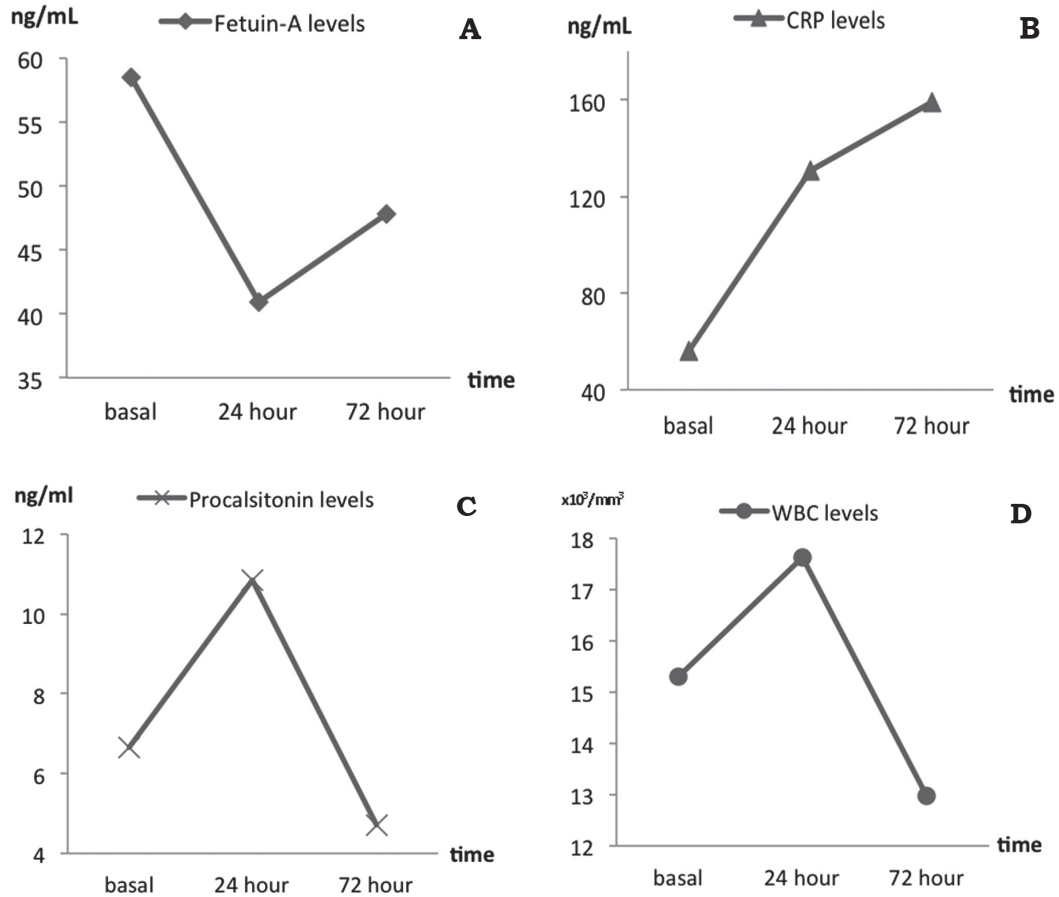 ng/mL
Fetuin-A levels
A
60
55
50
45
40
35
time
basal 24 hour 72 hour
ng/mL
CRP levels
B
160
120
80
40
time
basal 24 hour 72 hour
ng/ml
Procalsitonin levels
C
12
10
8
6
4
time
basal 24 hour 72 hour
x10³/mm³
WBC levels
D
18
17
16
15
14
13
12
time
basal 24 hour 72 hour